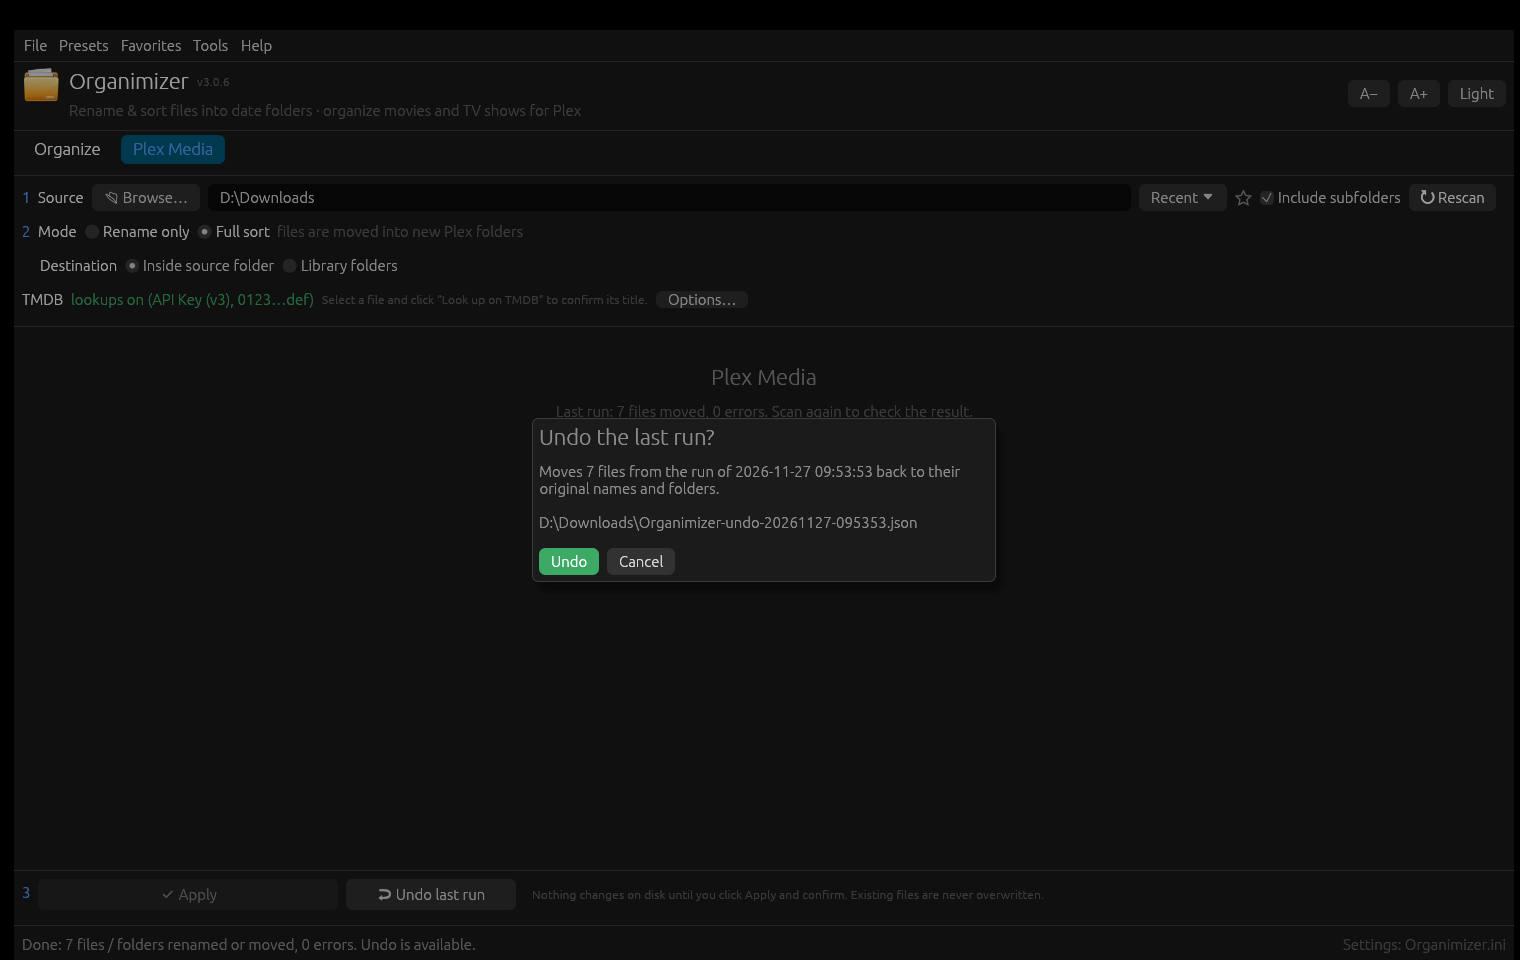 File Presets Favorites Tools Help
Organimizer v3.0.6
Rename & sort files into date folders · organize movies and TV shows for Plex
A− A+ Light
Organize Plex Media
1 Source Browse... D:\Downloads Recent Include subfolders Rescan
2 Mode Rename only Full sort files are moved into new Plex folders
Destination Inside source folder Library folders
TMDB lookups on (API Key (v3), 0123...def) Select a file and click "Look up on TMDB" to confirm its title. Options...
Plex Media
Last run: 7 files moved, 0 errors. Scan again to check the result.
Undo the last run?
Moves 7 files from the run of 2026-11-27 09:53:53 back to their
original names and folders.
D:\Downloads\Organimizer-undo-20261127-095353.json
Undo Cancel
3 Apply Undo last run Nothing changes on disk until you click Apply and confirm. Existing files are never overwritten.
Done: 7 files / folders renamed or moved, 0 errors. Undo is available. Settings: Organimizer.ini